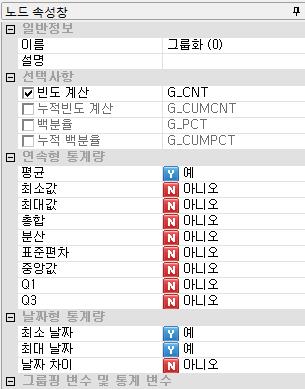 노드 속성창
일반정보
이름 그룹화 (0)
설명
선택사항
빈도 계산 G_CNT
누적빈도 계산 G_CUMCNT
백분율 G_PCT
누적 백분율 G_CUMPCT
연속형 통계량
평균 Y 예
최소값 N 아니오
최대값 N 아니오
총합 N 아니오
분산 N 아니오
표준편차 N 아니오
중앙값 N 아니오
Q1 N 아니오
Q3 N 아니오
날짜형 통계량
최소 날짜 Y 예
최대 날짜 Y 예
날짜 차이 N 아니오
그룹핑 변수 및 통계 변수